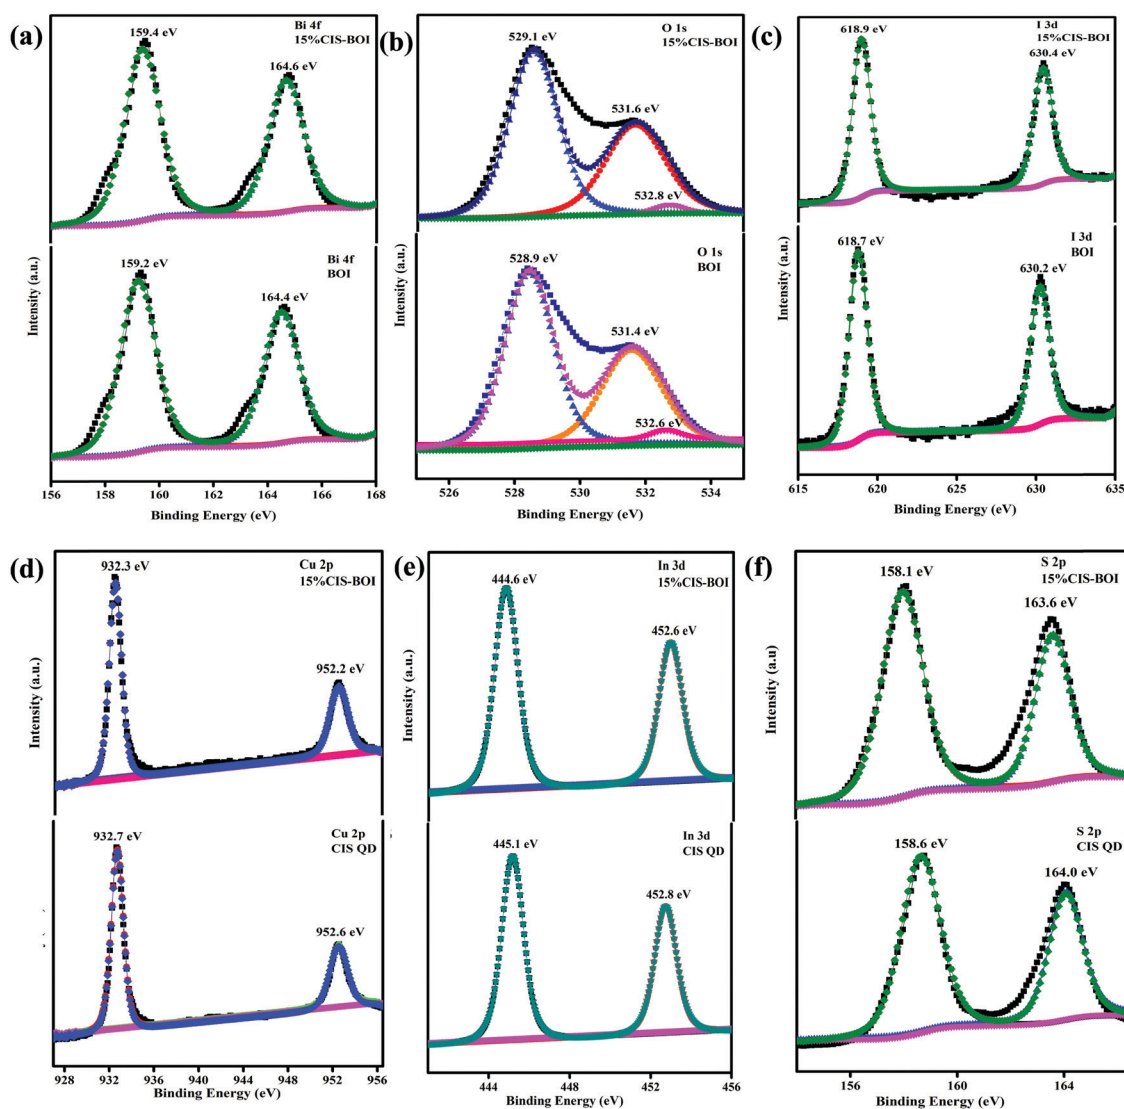 (a)
159.4 eV
Bi 4f
15%CIS-BOI
164.6 eV
159.2 eV
Bi 4f
BOI
164.4 eV
Intensity (a.u.)
156 158 160 162 164 166 168
Binding Energy (eV)
(b)
529.1 eV
O 1s
15%CIS-BOI
531.6 eV
532.8 eV
528.9 eV
O 1s
BOI
531.4 eV
532.6 eV
Intensity (a.u.)
526 528 530 532 534
Binding Energy (eV)
(c)
618.9 eV
I 3d
15%CIS-BOI
630.4 eV
618.7 eV
I 3d
BOI
630.2 eV
Intensity (a.u.)
615 620 625 630 635
Binding Energy (eV)
(d)
932.3 eV
Cu 2p
15%CIS-BOI
952.2 eV
932.7 eV
Cu 2p
CIS QD
952.6 eV
Intensity (a.u.)
928 932 936 940 944 948 952 956
Binding Energy (eV)
(e)
444.6 eV
In 3d
15%CIS-BOI
452.6 eV
445.1 eV
In 3d
CIS QD
452.8 eV
Intensity (a.u.)
444 448 452 456
Binding Energy (eV)
(f)
158.1 eV
S 2p
15%CIS-BOI
163.6 eV
158.6 eV
S 2p
CIS QD
164.0 eV
Intensity (a.u)
156 160 164
Binding Energy (eV)